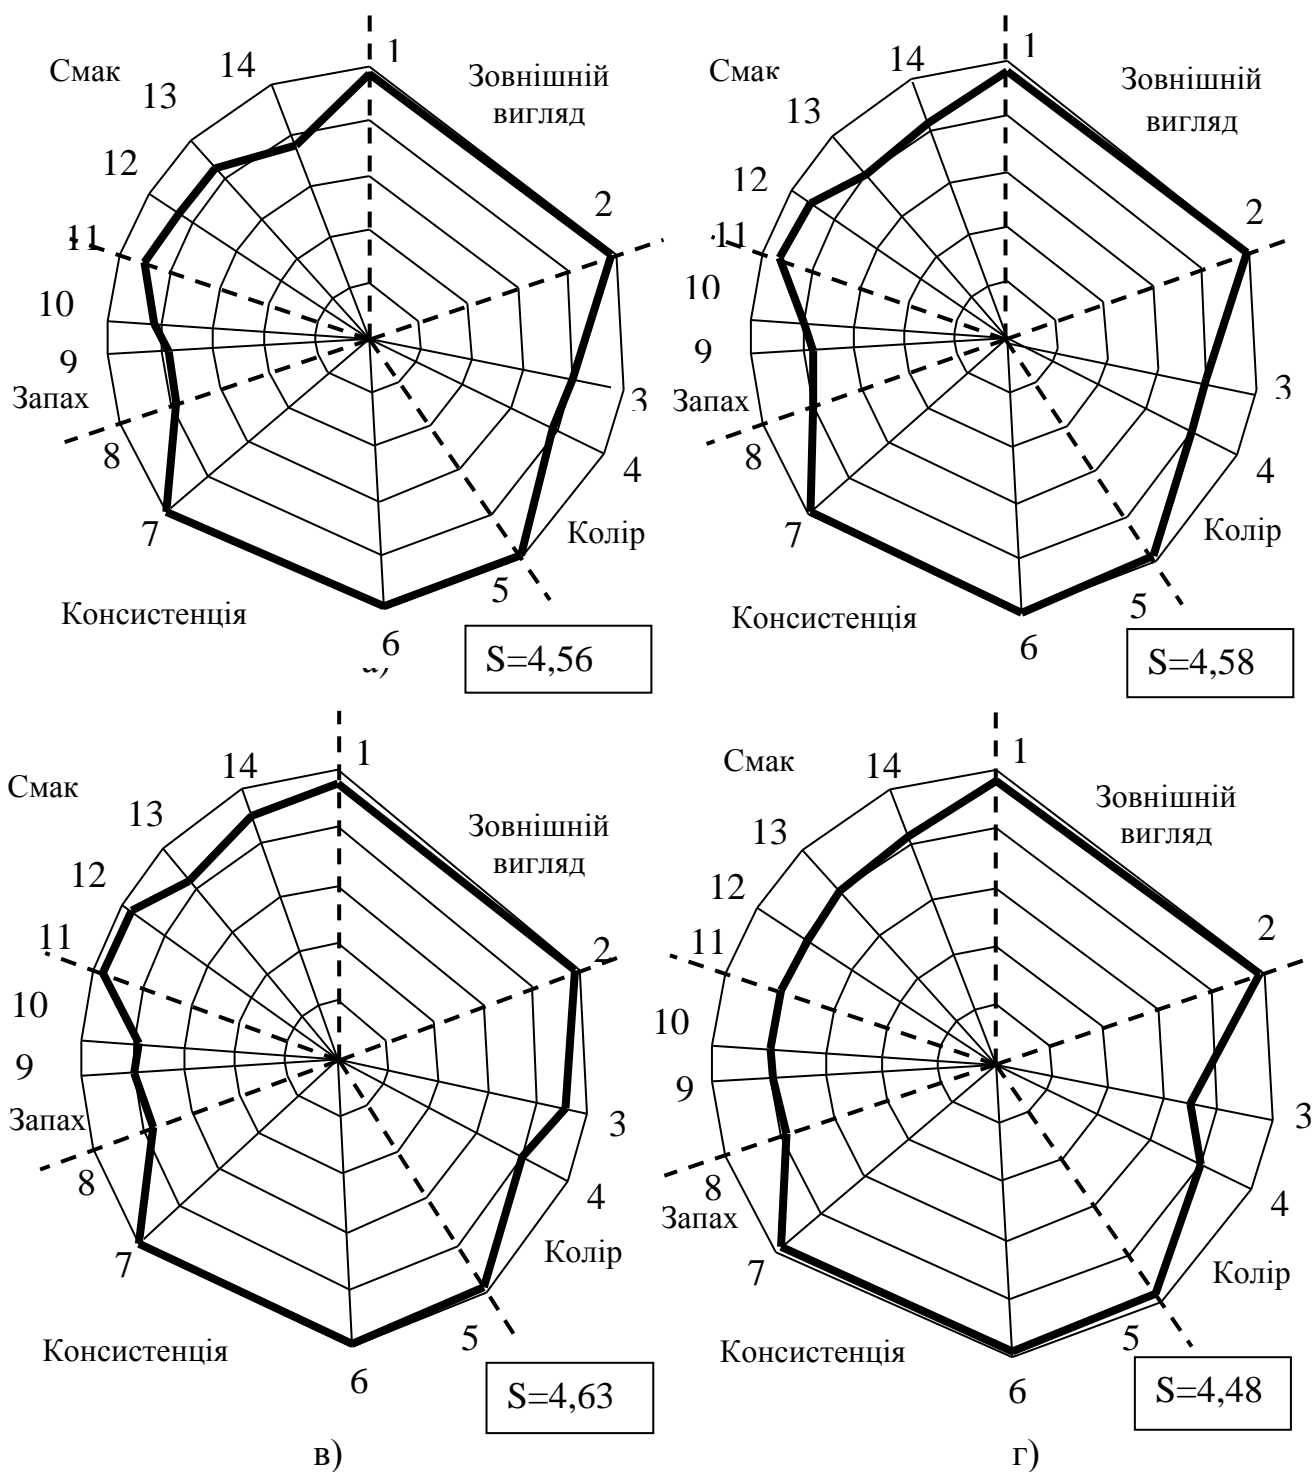 1
Смак
14
Зовнішній
вигляд
13
12
2
11
10
9
3
Запах
8
4
7
Колір
5
Консистенція
6
S=4,56
1
Смак
14
Зовнішній
вигляд
13
12
2
11
10
9
3
Запах
8
4
7
Колір
5
Консистенція
6
S=4,58
1
Смак
14
Зовнішній
вигляд
13
12
11
2
10
9
Запах
3
8
4
7
Колір
5
Консистенція
6
S=4,63
в)
1
Смак
14
Зовнішній
вигляд
13
12
2
11
10
9
3
8
4
Запах
7
Колір
5
Консистенція
6
S=4,48
г)